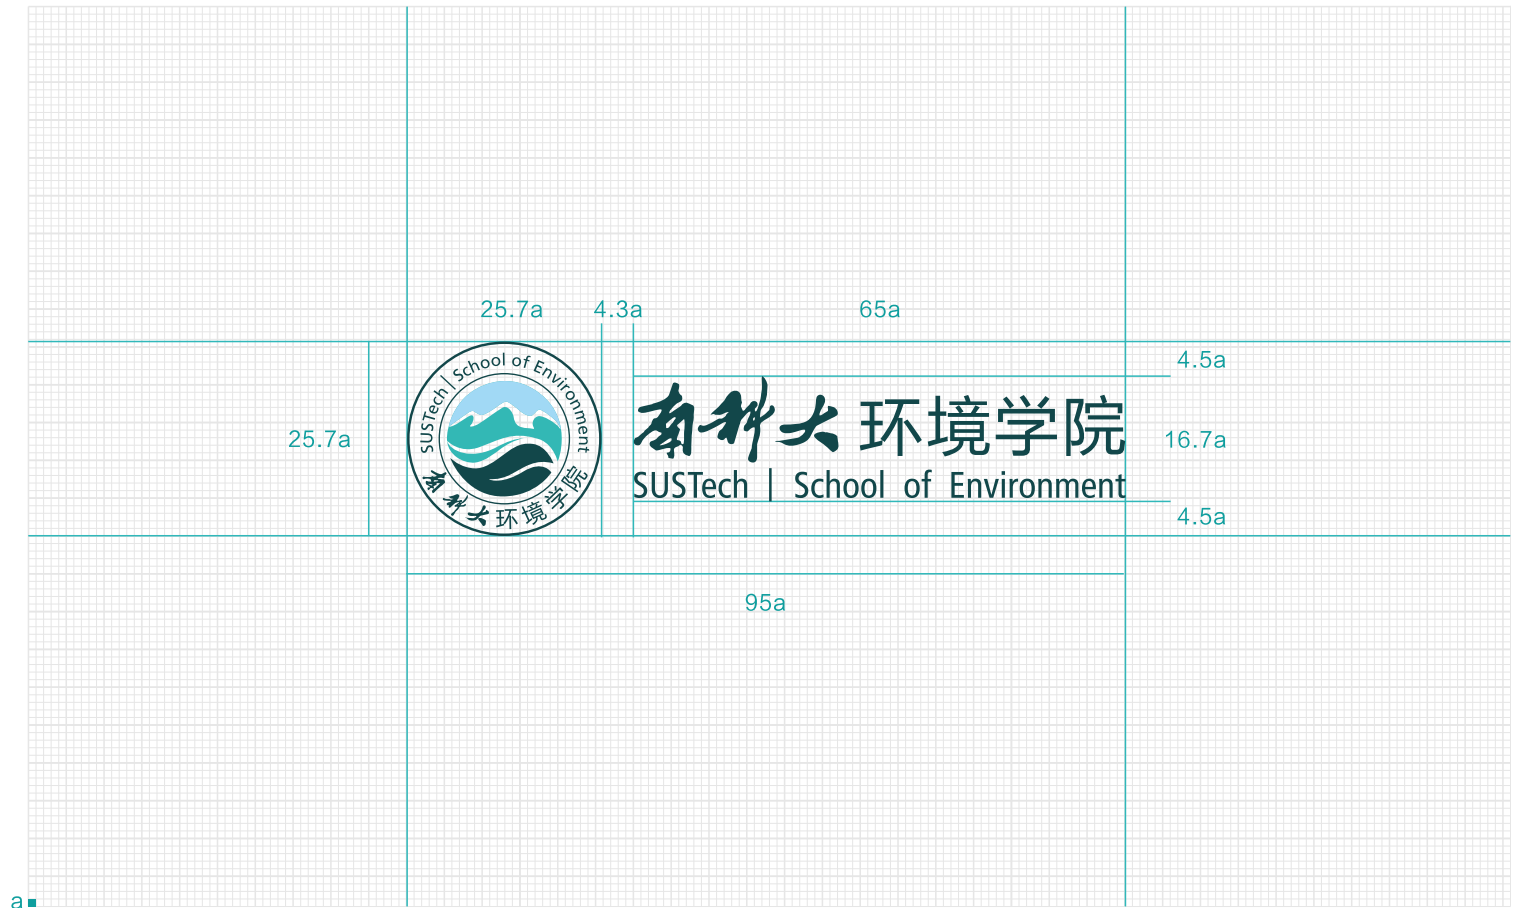 25.7a 4.3a 65a
4.5a
SUSTech | School of Environment
南科大环境学院
25.7a
南科大 环境学院
16.7a
SUSTech | School of Environment
4.5a
95a
a